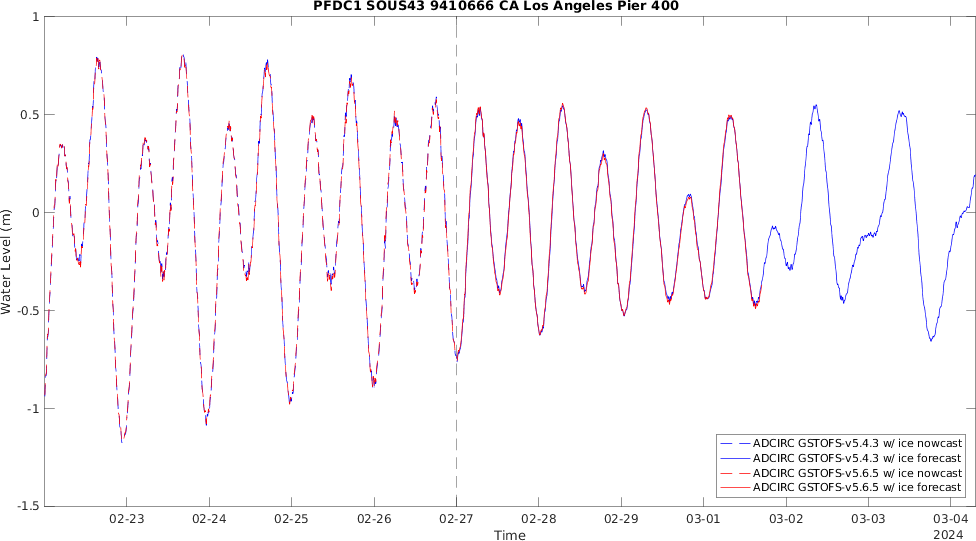 PFDC1 SOUS43 9410666 CA Los Angeles Pier 400
1
0.5
0
-0.5
-1
-1.5
Water Level (m)
ADCIRC GSTOFS-v5.4.3 w/ ice nowcast
ADCIRC GSTOFS-v5.4.3 w/ ice forecast
ADCIRC GSTOFS-v5.6.5 w/ ice nowcast
ADCIRC GSTOFS-v5.6.5 w/ ice forecast
02-23 02-24 02-25 02-26 02-27 02-28 02-29 03-01 03-02 03-03 03-04
Time 2024